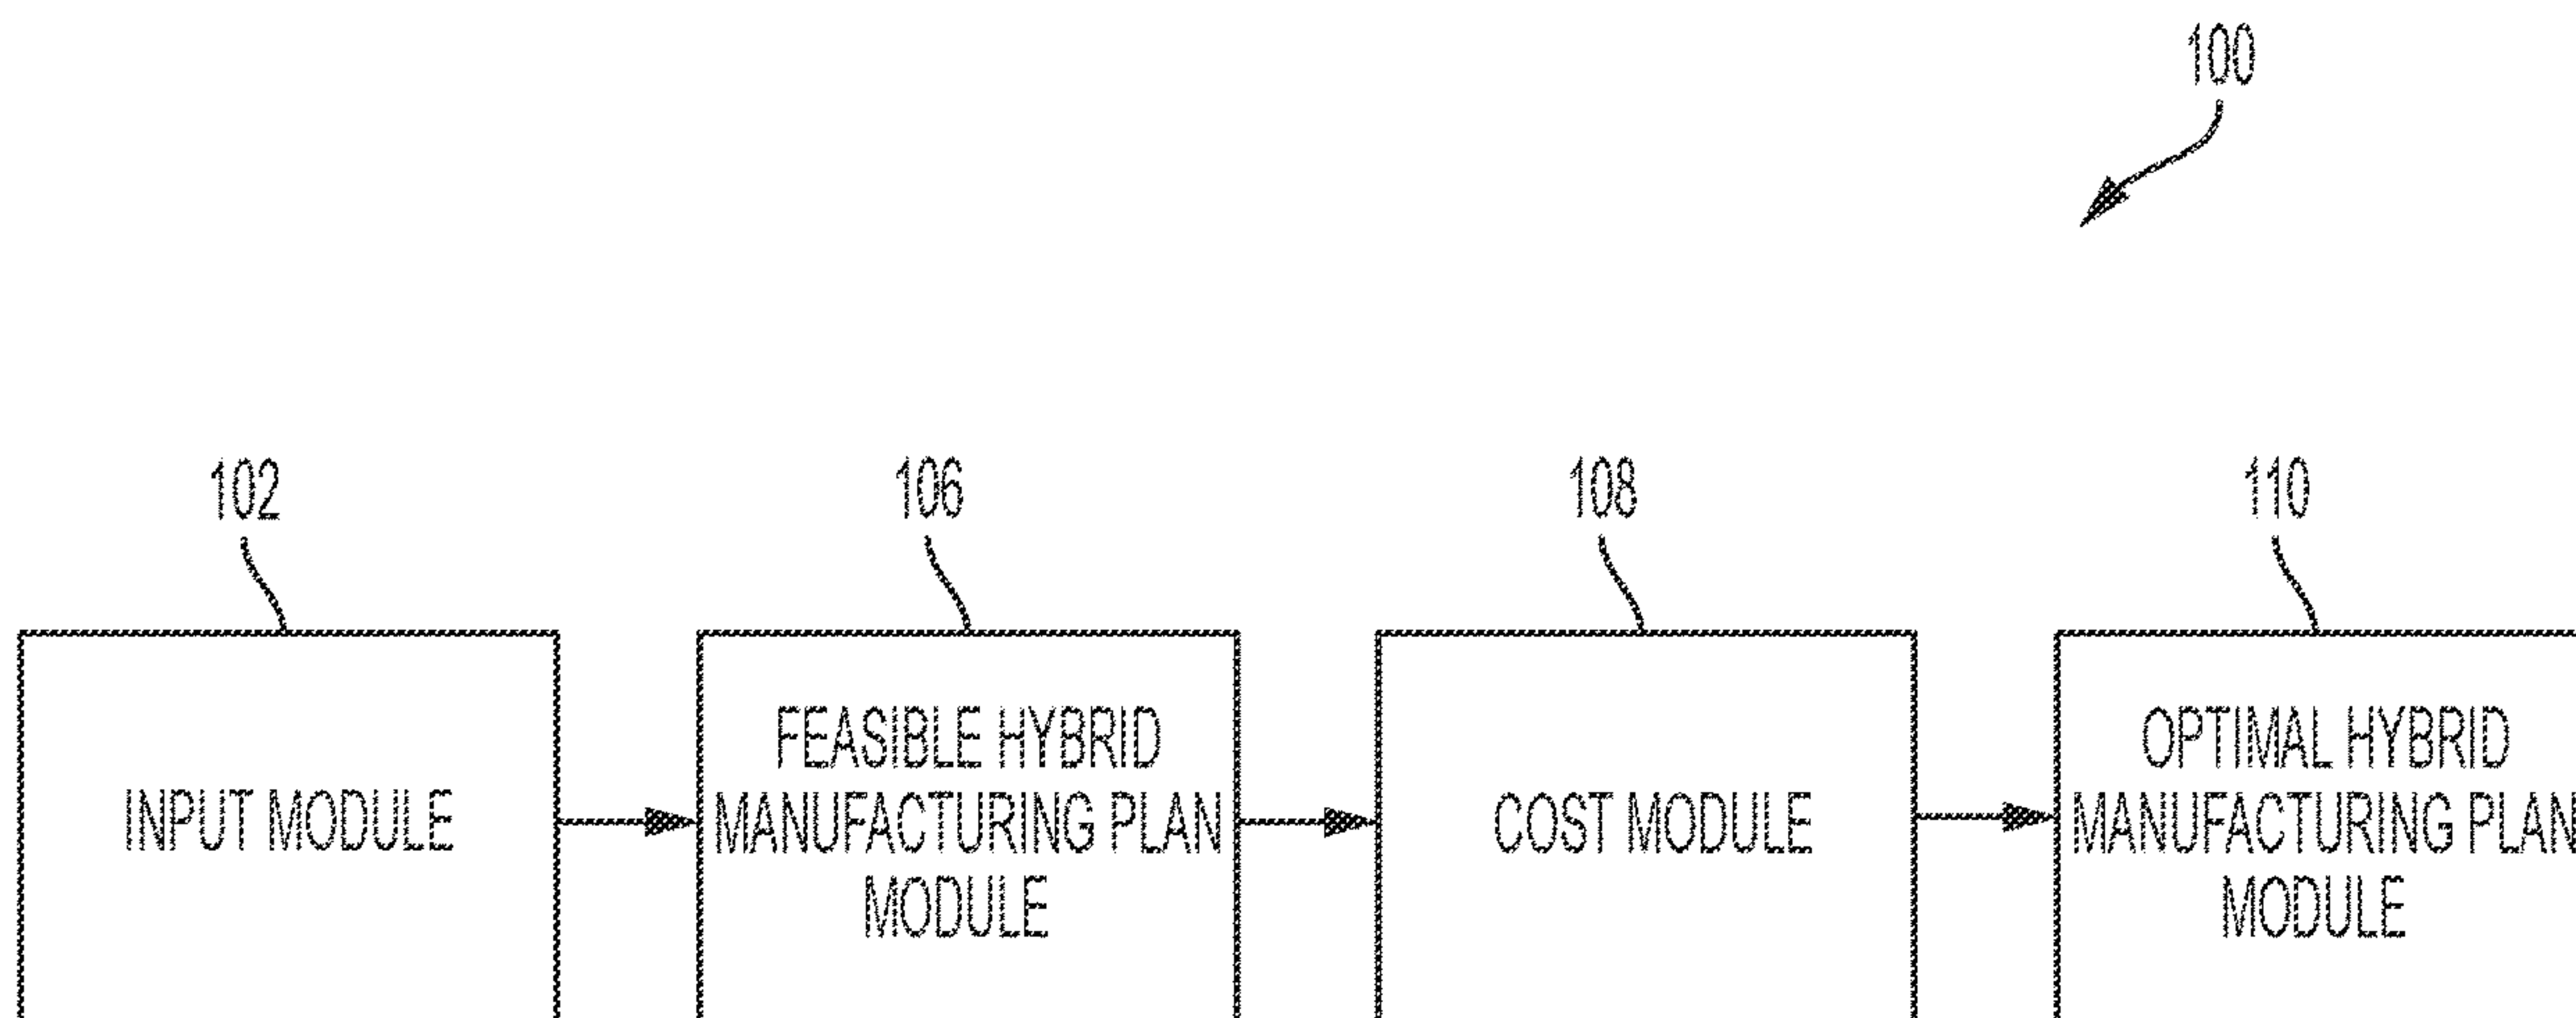 100
102
106
108
110
INPUT MODULE
FEASIBLE HYBRID
MANUFACTURING PLAN
MODULE
COST MODULE
OPTIMAL HYBRID
MANUFACTURING PLAN
MODULE